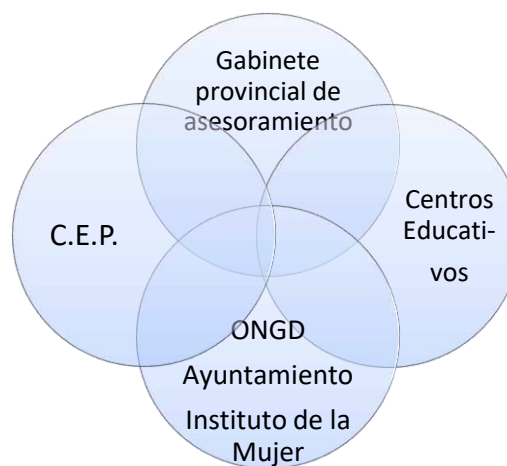 Gabinete
provincial de
asesoramiento
C.E.P.
Centros
Educati-
vos
ONGD
Ayuntamiento
Instituto de la
Mujer